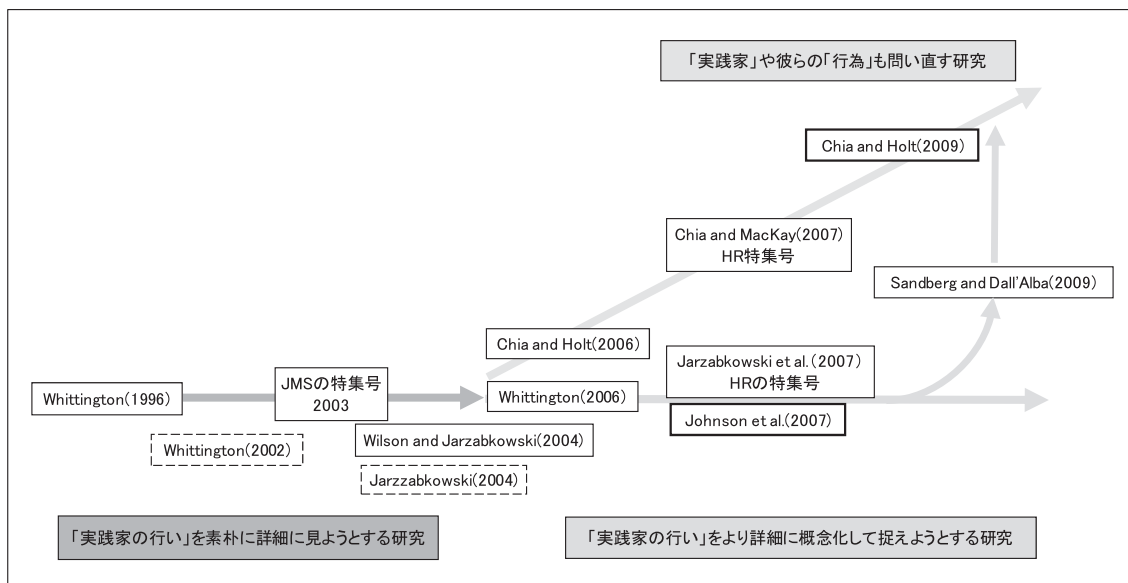 「実践家」や彼らの「行為」も問い直す研究
Chia and Holt(2009)
Chia and MacKay(2007)
HR特集号
Sandberg and Dall'Alba(2009)
Chia and Holt(2006)
Jarzabkowski et al.(2007)
HRの特集号
Whittington(1996)
JMSの特集号
2003
Whittington(2006)
Johnson et al.(2007)
Whittington(2002)
Wilson and Jarzabkowski(2004)
Jarzzabkowski(2004)
「実践家の行い」を素朴に詳細に見ようとする研究
「実践家の行い」をより詳細に概念化して捉えようとする研究